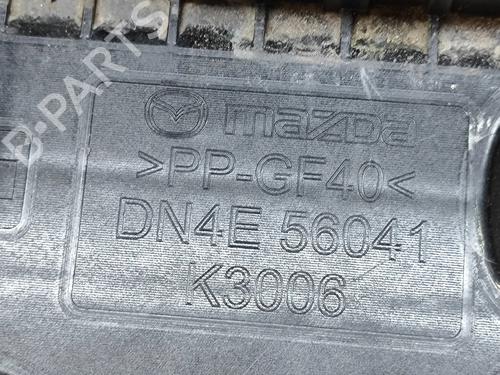 mazda
>PP-GF40<
DN4E 56041
K3006
B-PARTS